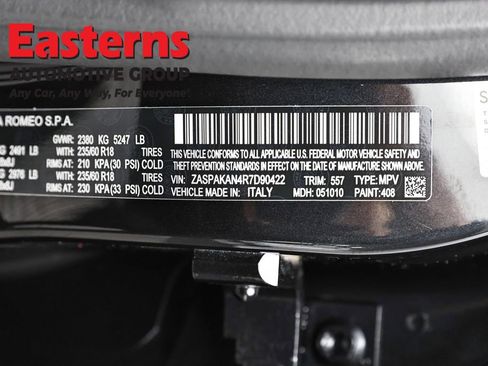 Easterns
AUTOMOTIVE GROUP
Any Car, Any Way, For Everyone!
A ROMEO S.P.A.
GVWR: 2380 KG 5247 LB
KG 2491 LB WITH: 235/60 R18
RIMS AT: 210 KPA(30 PSI) COLD
KG 2976 LB WITH: 235/60 R18
RIMS AT: 230 KPA(33 PSI) COLD
THIS VEHICLE CONFORMS TO ALL APPLICABLE
U.S. FEDERAL MOTOR VEHICLE SAFETY, BUMPER,
AND THEFT PREVENTION STANDARDS IN EFFECT ON
THE DATE OF MANUFACTURE SHOWN ABOVE
VIN: ZASPAKAN4R7D90422 TRIM: 557 TYPE: MPV
VEHICLE MADE IN: ITALY MDH: 051010 PAINT: 408